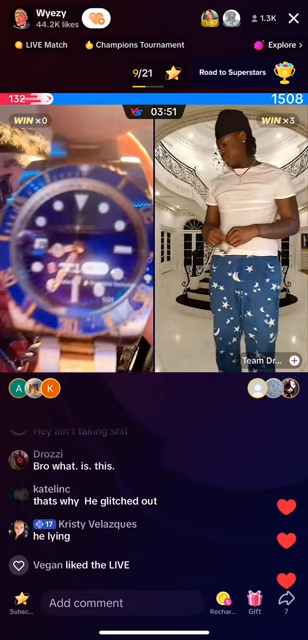 Wyezy
44.2K likes
1.3K
LIVE Match
Champions Tournament
Explore >
9/21
Road to Superstars
132
1508
WIN ×0
VS
03:51
WIN ×3
Team Dr...
A
K
Hey ain't taking shit
Drozzi
Bro what. is. this.
katelinc
thats why He glitched out
17 Kristy Velazques
he lying
Vegan liked the LIVE
Subsc...
Add comment
Rechar...
Gift
7